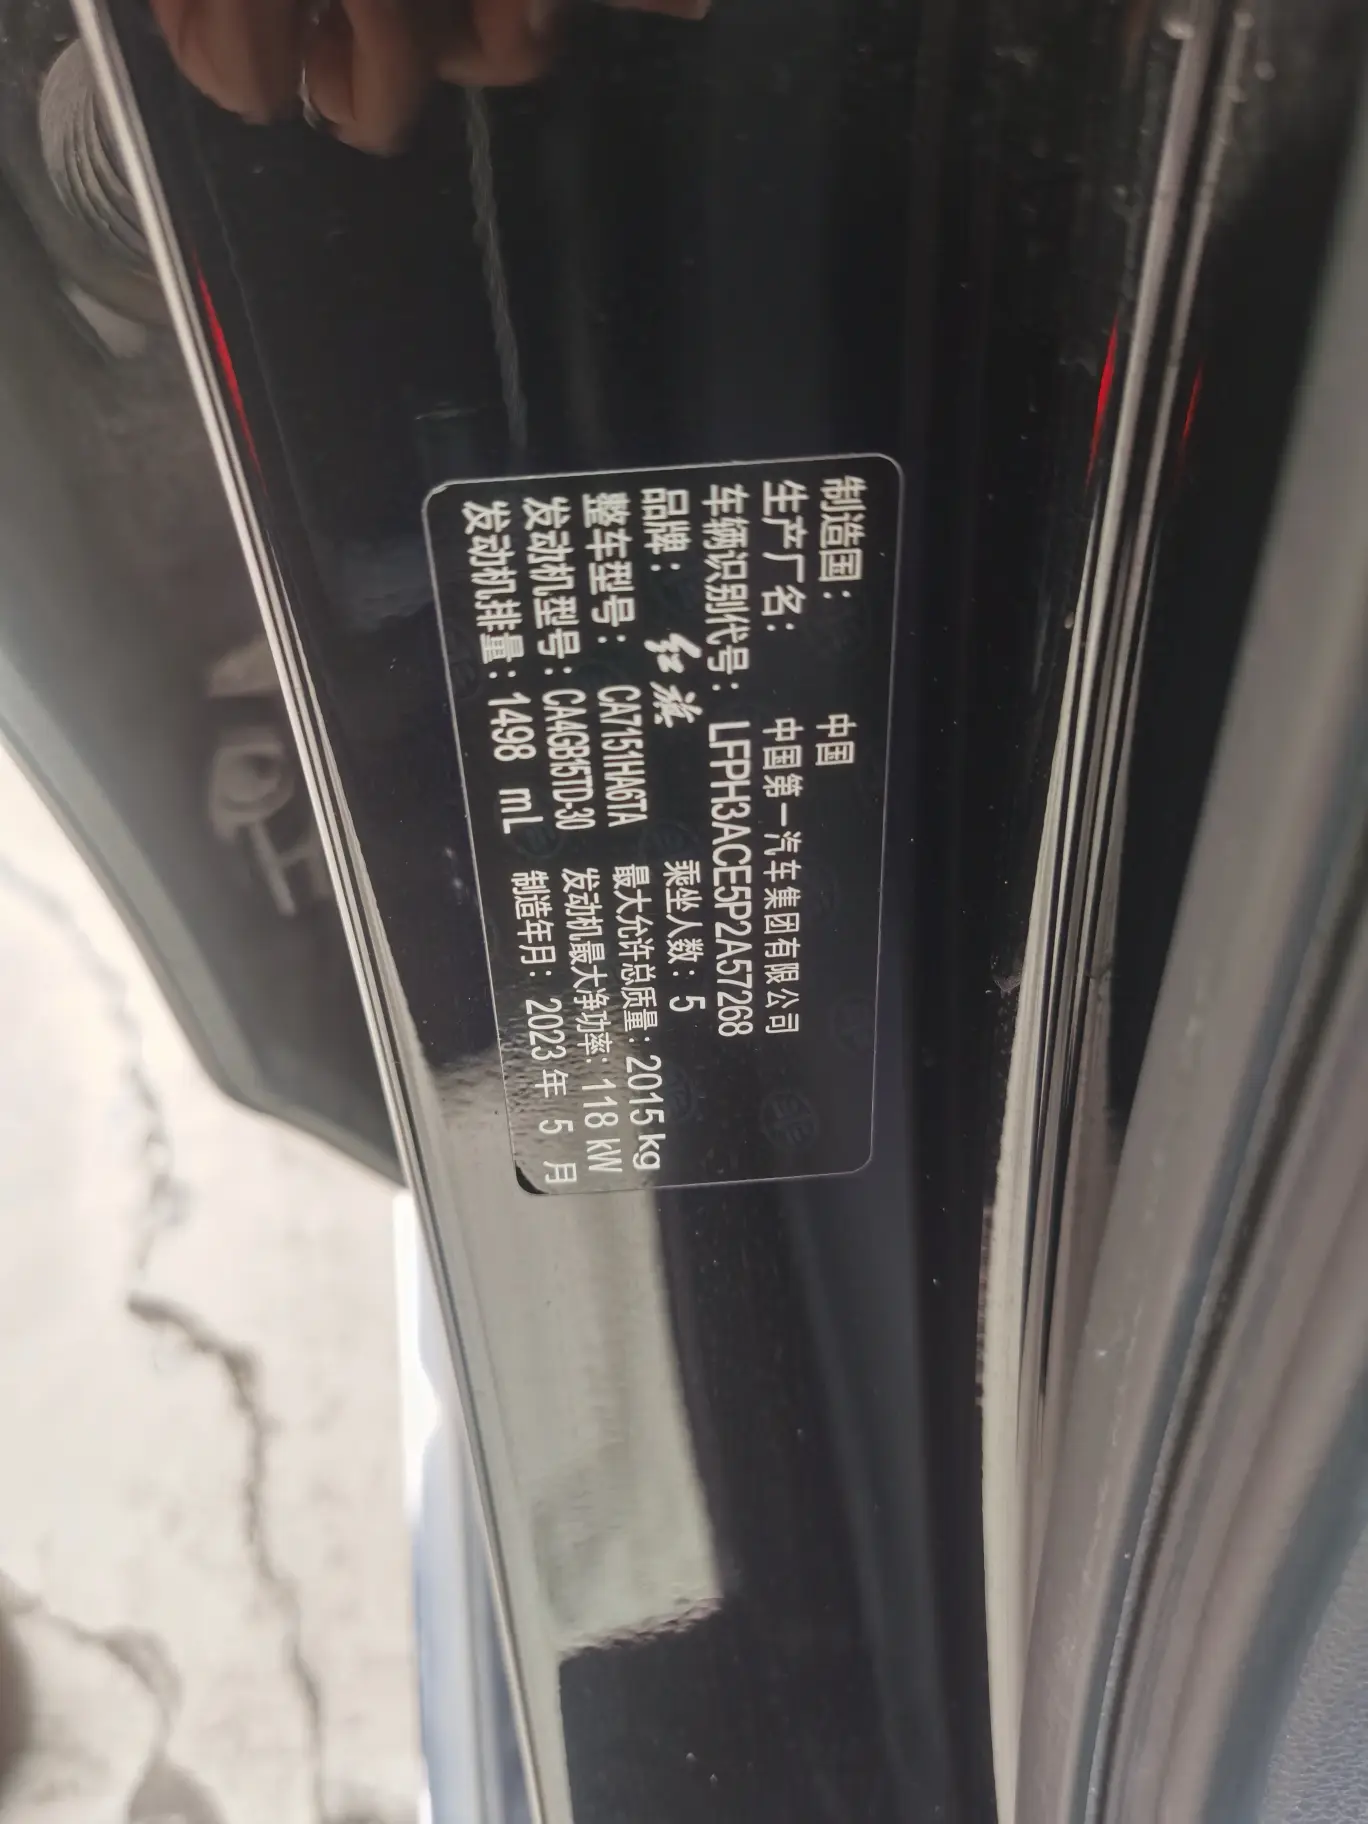 制造国： 中国
生产厂名： 中国第一汽车集团有限公司
车辆识别代号： LFPH3ACE5P2A57268
品牌： 红旗 乘坐人数： 5
整车型号： CA7151HA6TA 最大允许总质量： 2015 kg
发动机型号： CA4GB15TD-30 发动机最大净功率： 118 kW
发动机排量： 1498 mL 制造年月： 2023 年 5 月